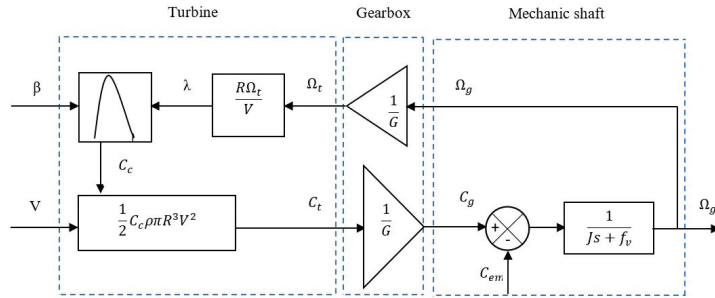 Turbine
Gearbox
Mechanic shaft
β
λ
RΩ_t / V
Ω_t
1/G
Ω_g
C_c
V
1/2 C_c ρπR^3V^2
C_t
1/G
C_g
+
-
C_em
1 / Js + f_v
Ω_g